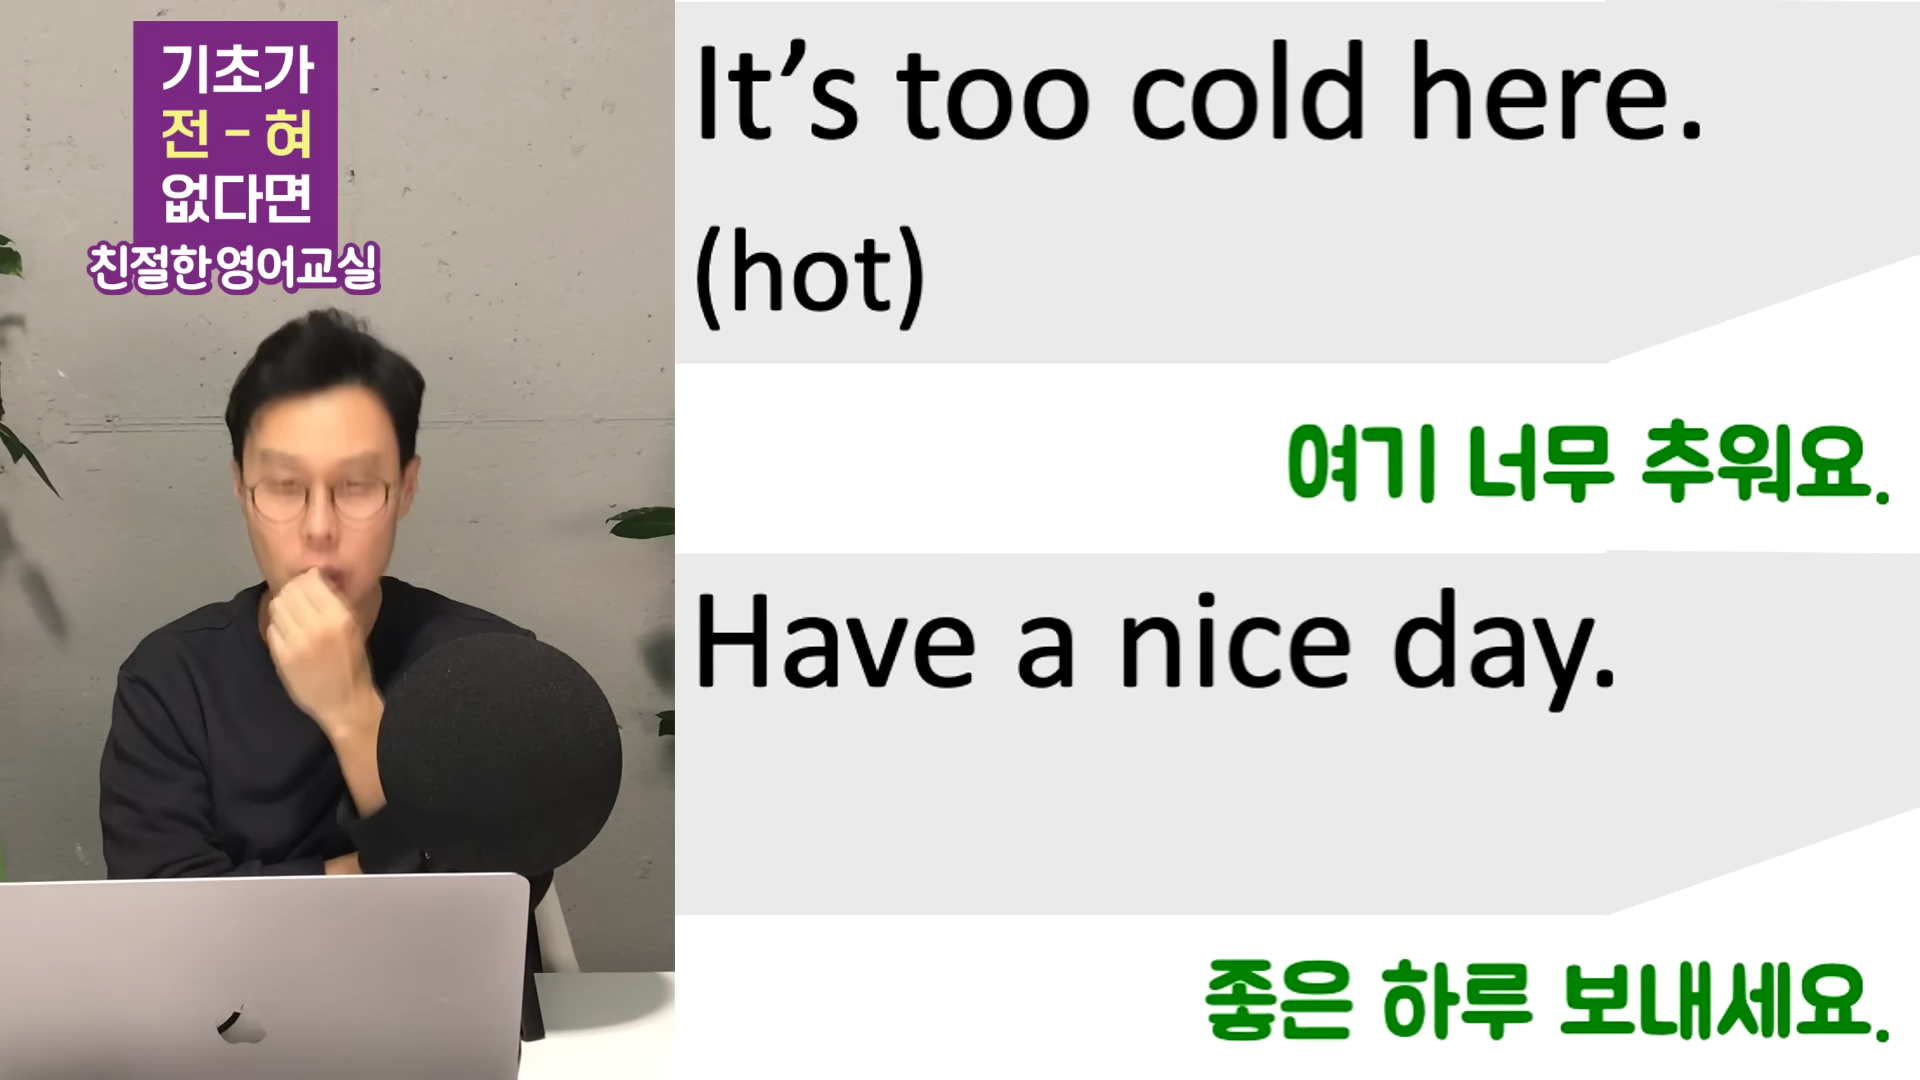 기초가
전-혀
없다면
친절한영어교실
It's too cold here.
(hot)
여기 너무 추워요.
Have a nice day.
좋은 하루 보내세요.